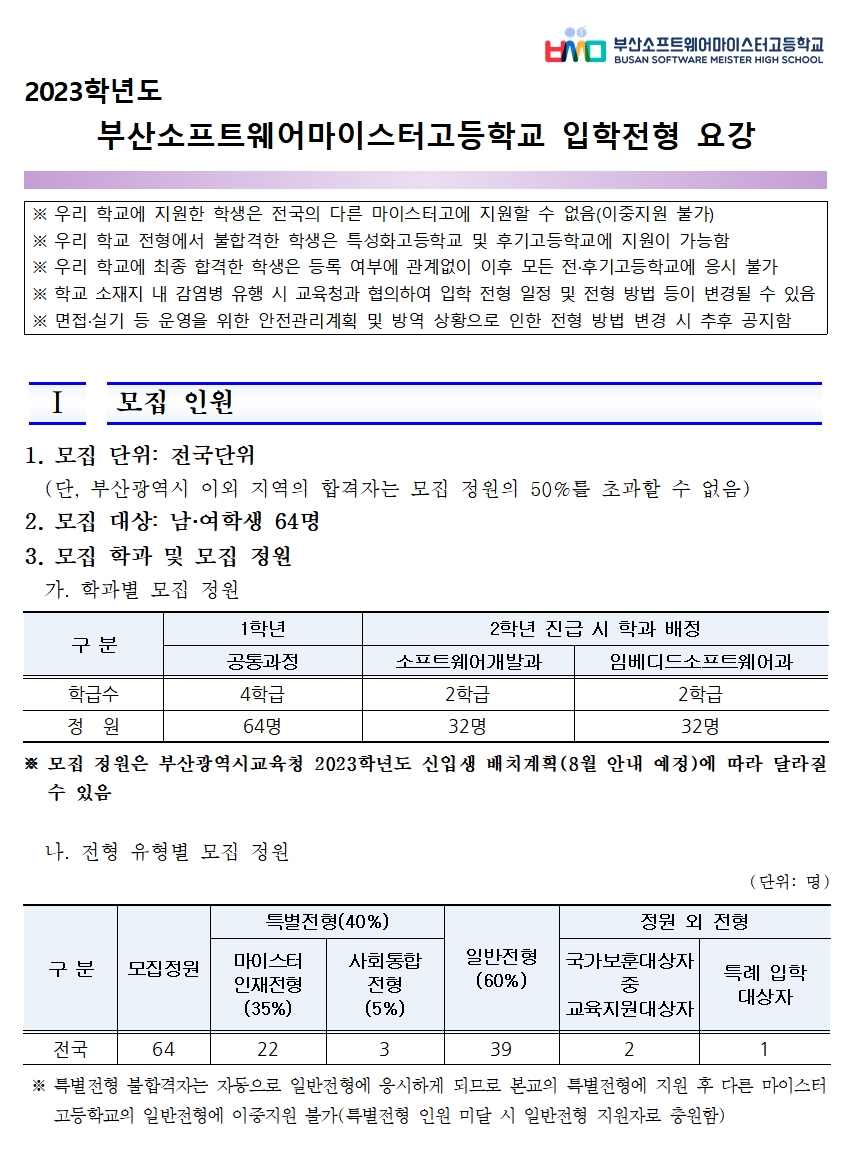 부산소프트웨어마이스터고등학교
BUSAN SOFTWARE MEISTER HIGH SCHOOL
2023학년도
부산소프트웨어마이스터고등학교 입학전형 요강
※ 우리 학교에 지원한 학생은 전국의 다른 마이스터고에 지원할 수 없음(이중지원 불가)
※ 우리 학교 전형에서 불합격한 학생은 특성화고등학교 및 후기고등학교에 지원이 가능함
※ 우리 학교에 최종 합격한 학생은 등록 여부에 관계없이 이후 모든 전·후기고등학교에 응시 불가
※ 학교 소재지 내 감염병 유행 시 교육청과 협의하여 입학 전형 일정 및 전형 방법 등이 변경될 수 있음
※ 면접·실기 등 운영을 위한 안전관리계획 및 방역 상황으로 인한 전형 방법 변경 시 추후 공지함
Ⅰ 모집 인원
1. 모집 단위: 전국단위
(단, 부산광역시 이외 지역의 합격자는 모집 정원의 50%를 초과할 수 없음)
2. 모집 대상: 남·여학생 64명
3. 모집 학과 및 모집 정원
가. 학과별 모집 정원
구 분 1학년 2학년 진급 시 학과 배정
공통과정 소프트웨어개발과 임베디드소프트웨어과
학급수 4학급 2학급 2학급
정 원 64명 32명 32명
※ 모집 정원은 부산광역시교육청 2023학년도 신입생 배치계획(8월 안내 예정)에 따라 달라질
수 있음
나. 전형 유형별 모집 정원
(단위: 명)
구 분 모집정원 특별전형(40%) 일반전형 (60%) 정원 외 전형
마이스터 인재전형 (35%) 사회통합 전형 (5%) 국가보훈대상자 중 교육지원대상자 특례 입학 대상자
전국 64 22 3 39 2 1
※ 특별전형 불합격자는 자동으로 일반전형에 응시하게 되므로 본교의 특별전형에 지원 후 다른 마이스터
고등학교의 일반전형에 이중지원 불가(특별전형 인원 미달 시 일반전형 지원자로 충원함)